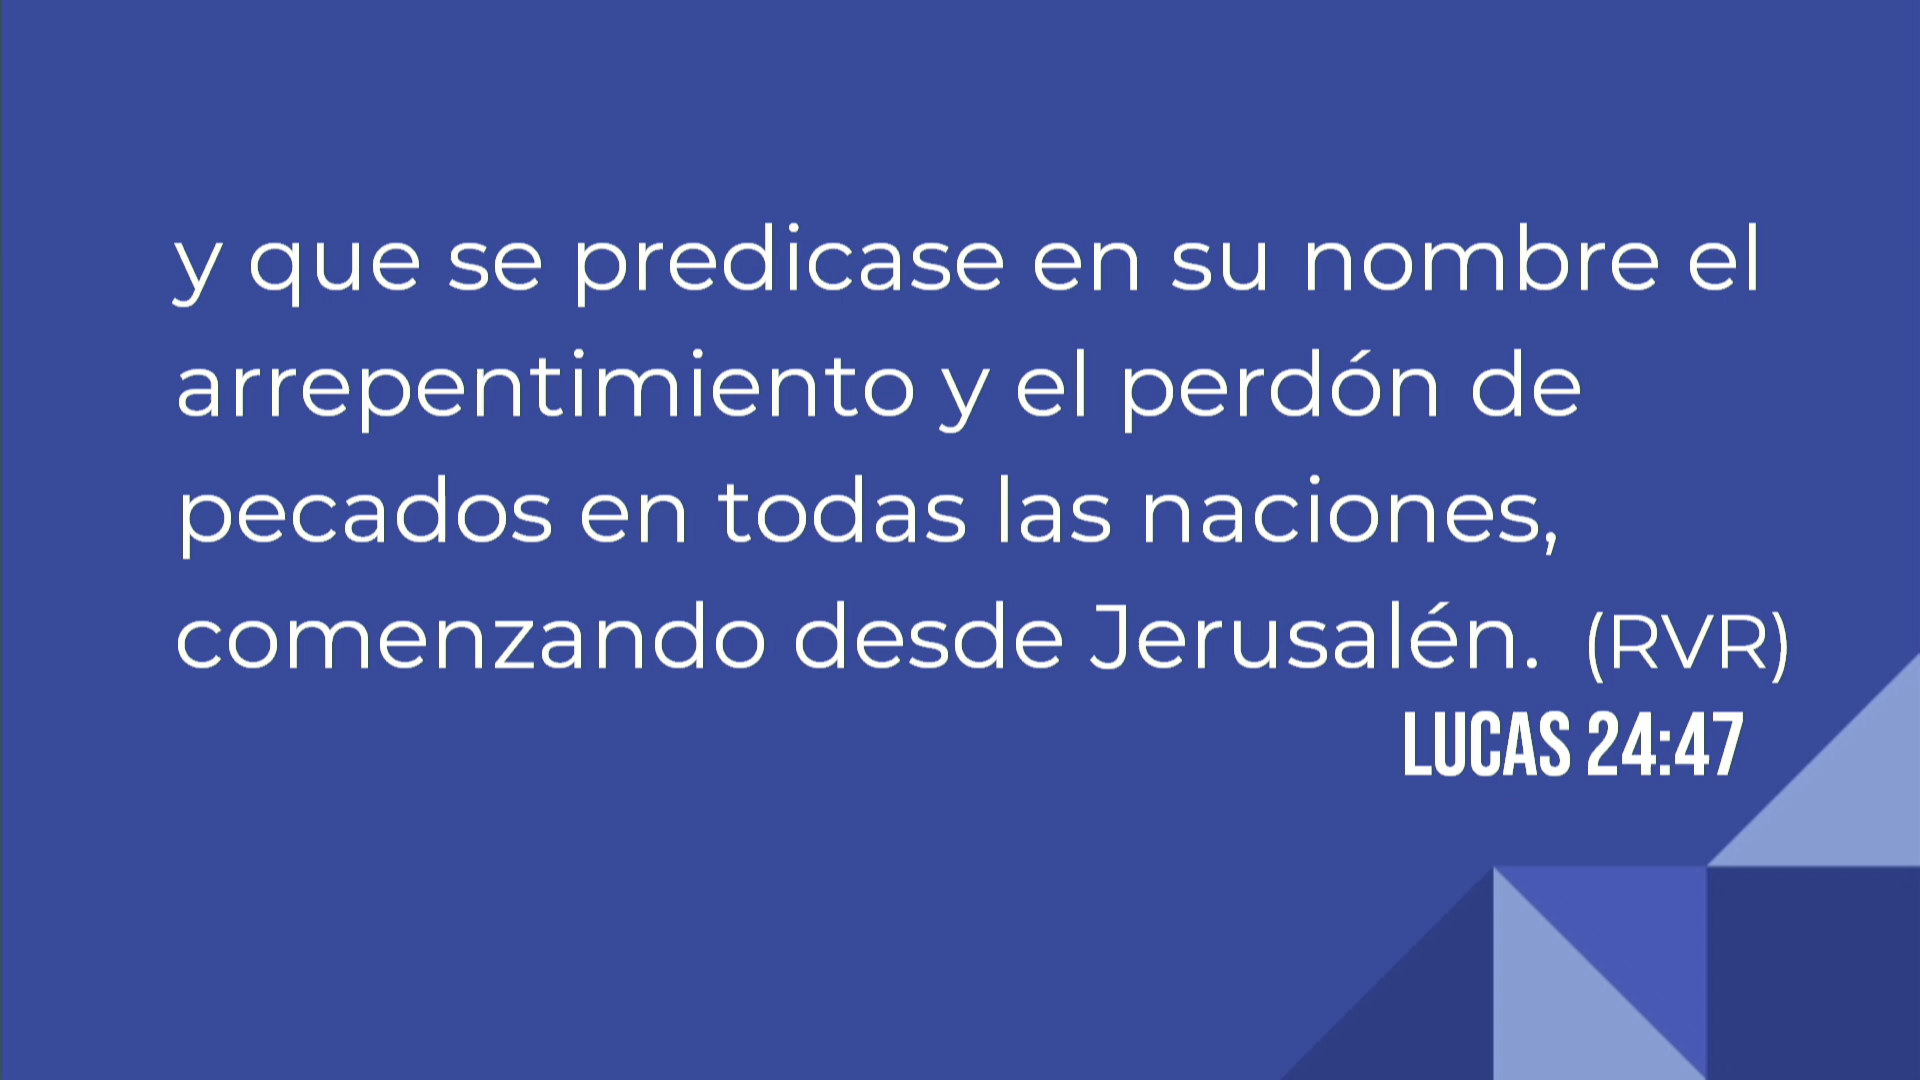 y que se predicase en su nombre el
arrepentimiento y el perdón de
pecados en todas las naciones,
comenzando desde Jerusalén. (RVR)
LUCAS 24:47